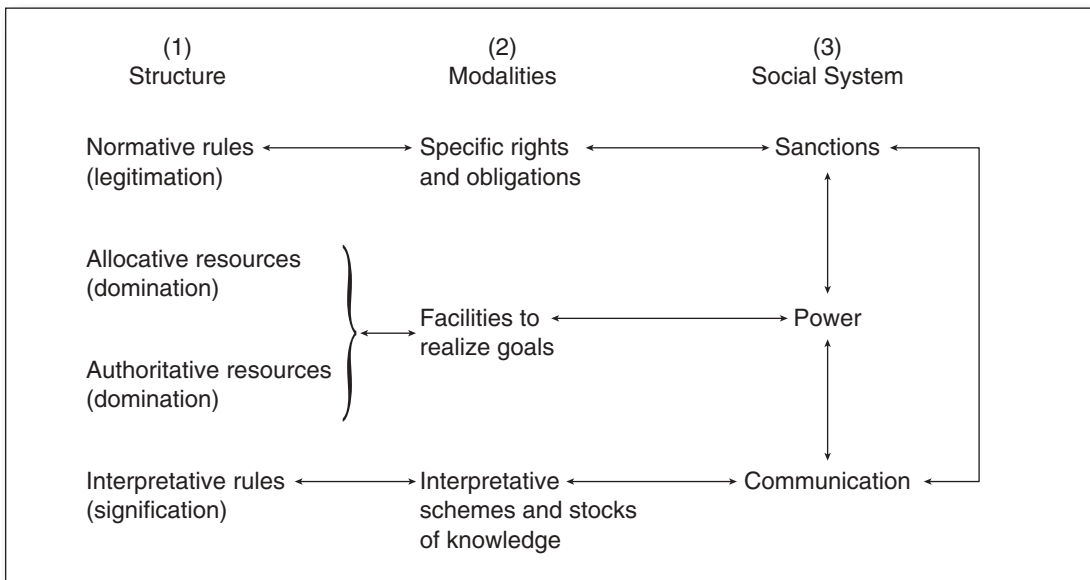 (1)
Structure
(2)
Modalities
(3)
Social System
Normative rules
(legitimation)
Specific rights
and obligations
Sanctions
Allocative resources
(domination)
Authoritative resources
(domination)
Facilities to
realize goals
Power
Interpretative rules
(signification)
Interpretative
schemes and stocks
of knowledge
Communication